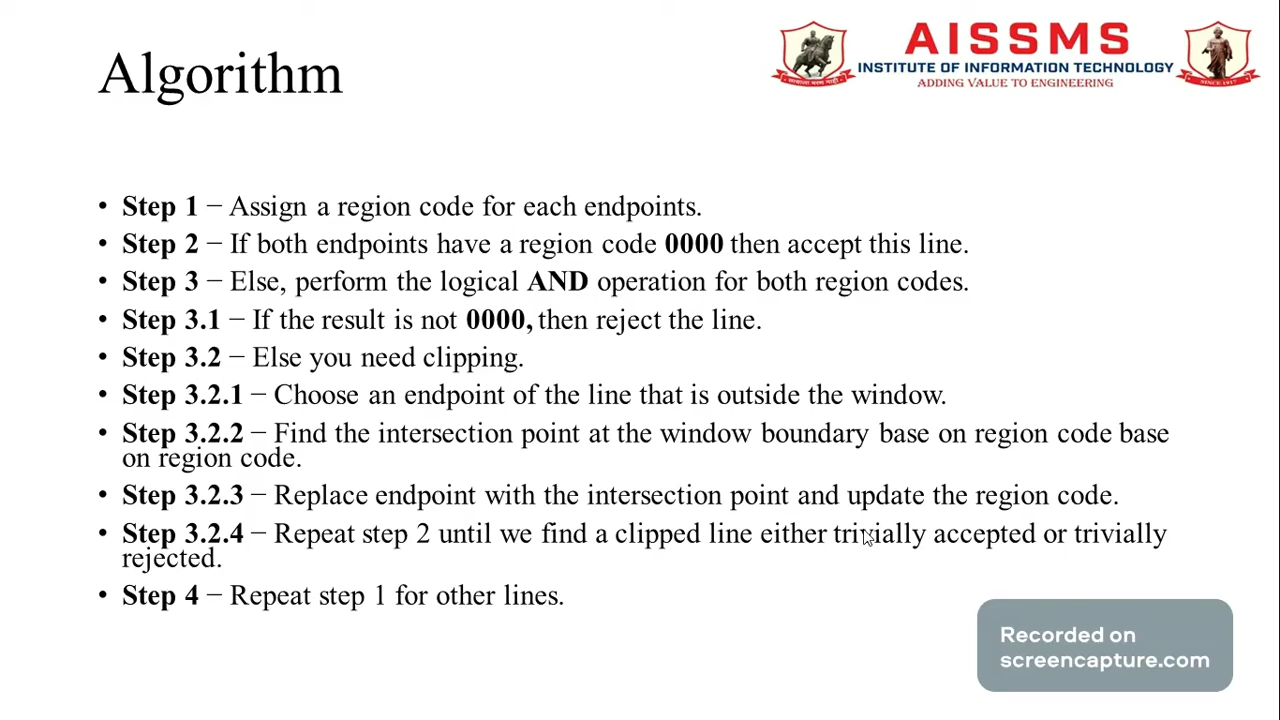 Algorithm
AISSMS
INSTITUTE OF INFORMATION TECHNOLOGY
ADDING VALUE TO ENGINEERING
SINCE 1917
• Step 1 − Assign a region code for each endpoints.
• Step 2 − If both endpoints have a region code 0000 then accept this line.
• Step 3 − Else, perform the logical AND operation for both region codes.
• Step 3.1 − If the result is not 0000, then reject the line.
• Step 3.2 − Else you need clipping.
• Step 3.2.1 − Choose an endpoint of the line that is outside the window.
• Step 3.2.2 − Find the intersection point at the window boundary base on region code base
on region code.
• Step 3.2.3 − Replace endpoint with the intersection point and update the region code.
• Step 3.2.4 − Repeat step 2 until we find a clipped line either trivially accepted or trivially
rejected.
• Step 4 − Repeat step 1 for other lines.
Recorded on
screencapture.com